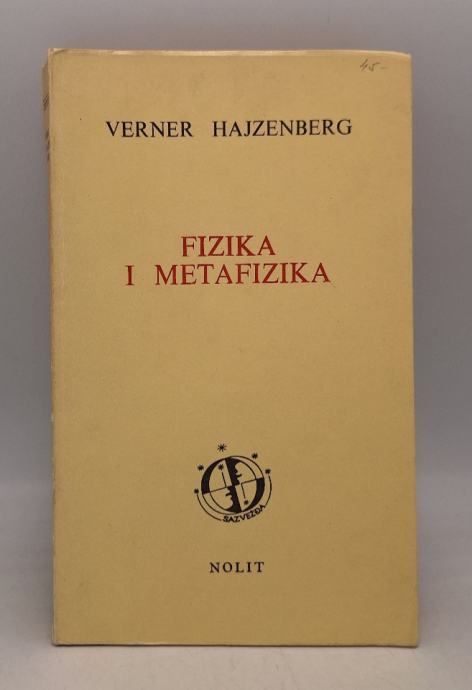 45-
VERNER HAJZENBERG
FIZIKA
I METAFIZIKA
SAZVEŽĐA
NOLIT